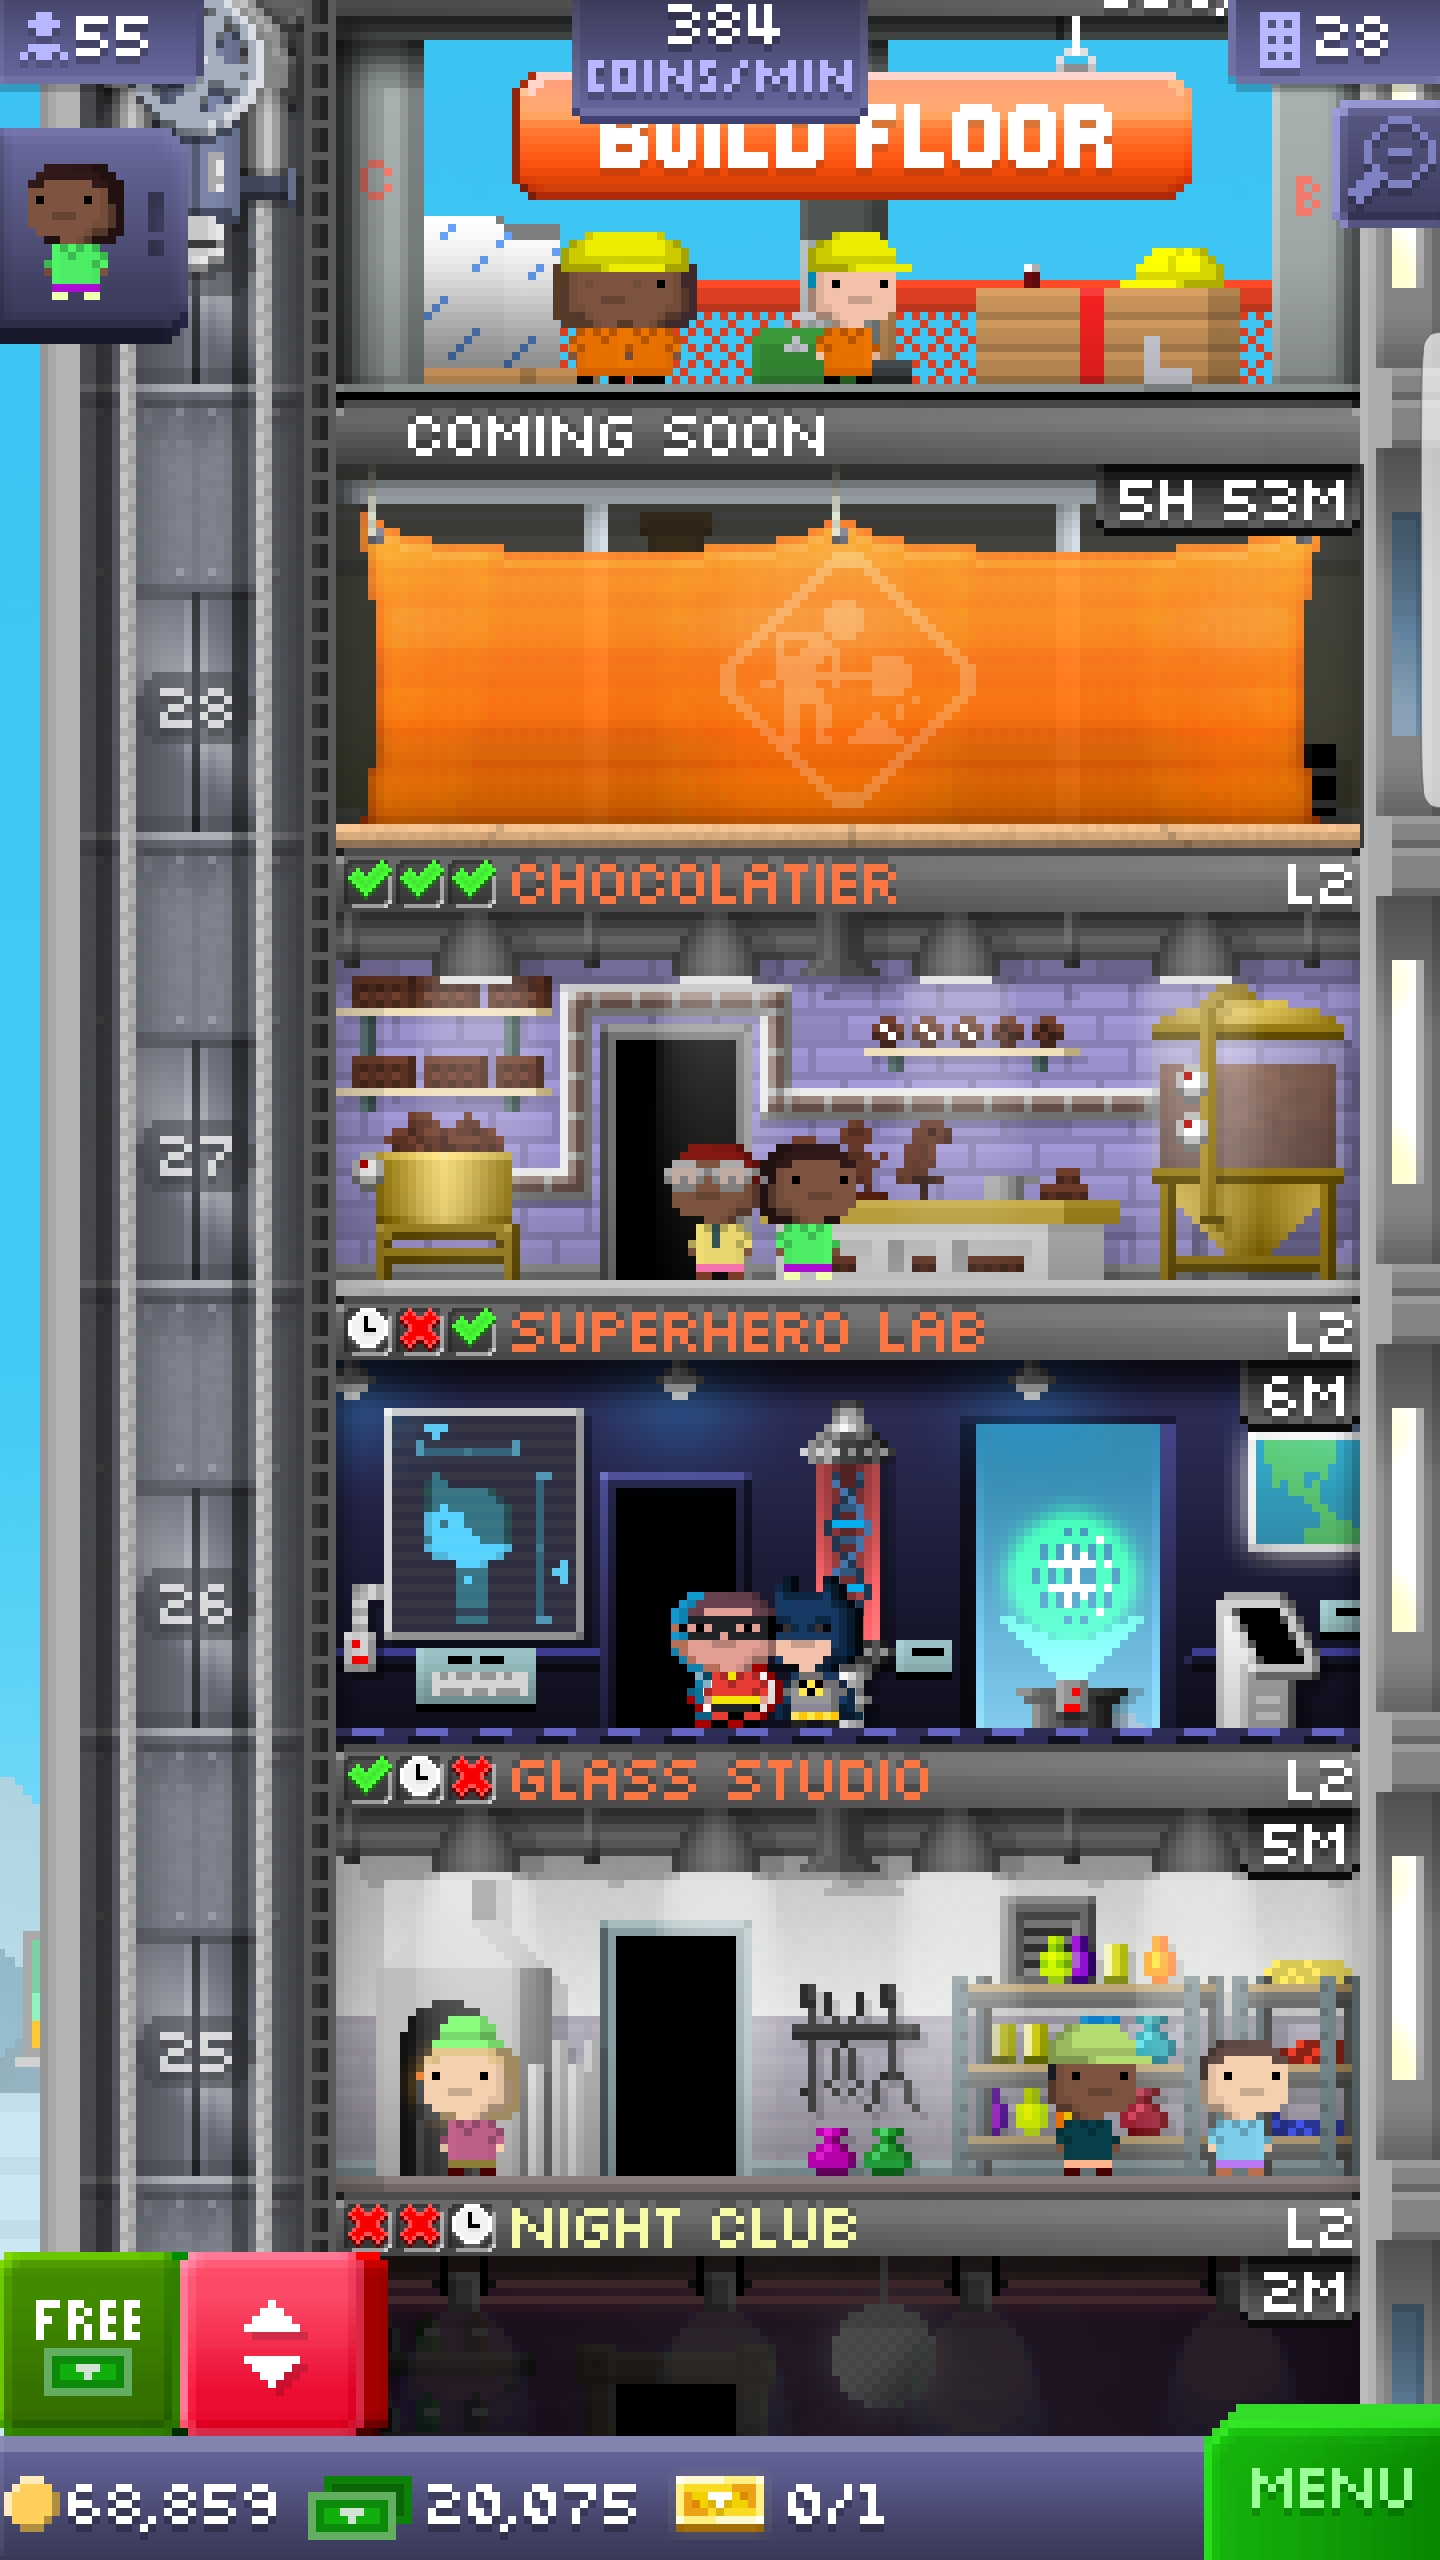 55
384
COINS/MIN
28
BUILD FLOOR
C
B
!
COMING SOON
5H 53M
28
CHOCOLATIER L2
27
SUPERHERO LAB L2
6M
26
GLASS STUDIO L2
5M
25
NIGHT CLUB L2
2M
FREE
68,859 20,075 0/1
MENU